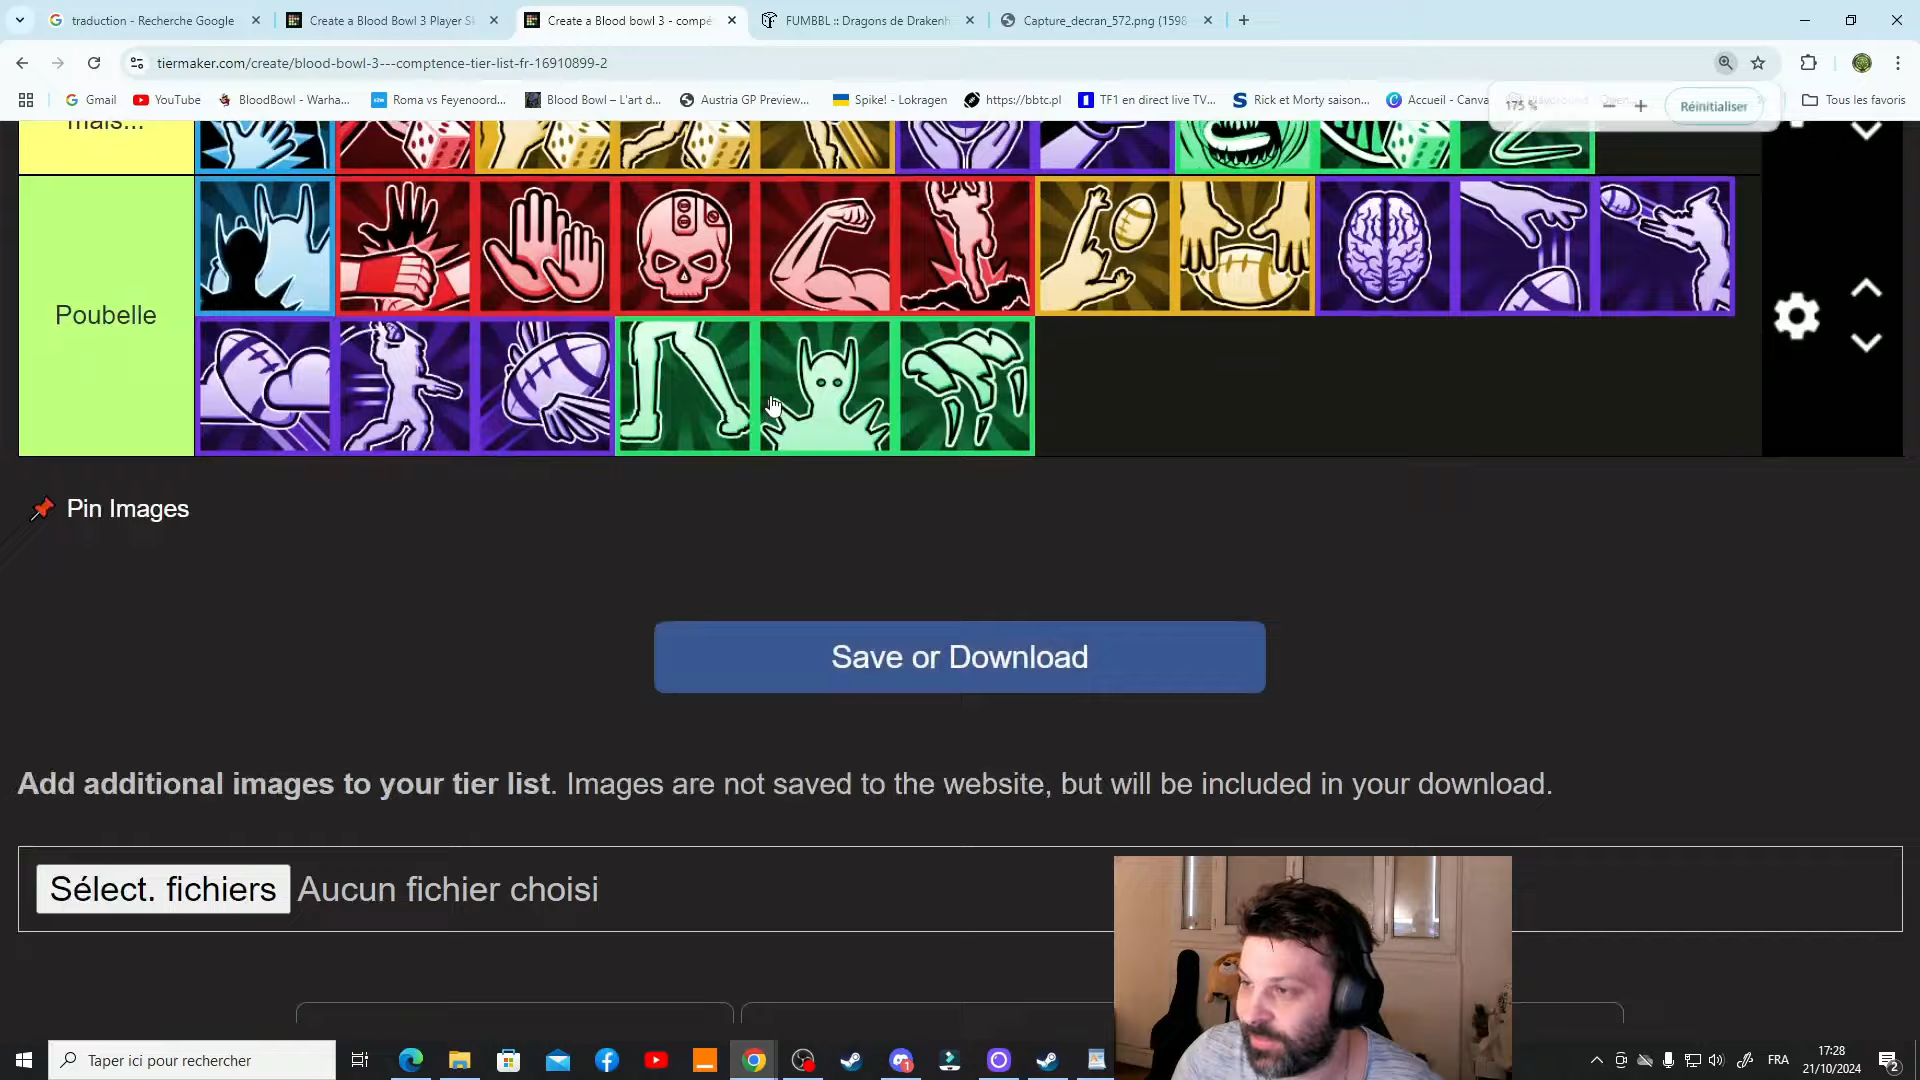 traduction - Recherche Google
Create a Blood Bowl 3 Player S
Create a Blood bowl 3 - compé
FUMBBL :: Dragons de Drakenh
Capture_decran_572.png (1598
tiermaker.com/create/blood-bowl-3---comptence-tier-list-fr-16910899-2
Gmail
YouTube
BloodBowl - Warha...
Roma vs Feyenoord...
Blood Bowl – L'art d...
Austria GP Preview...
Spike! - Lokragen
https://bbtc.pl
TF1 en direct live TV...
Rick et Morty saison...
Accueil - Canva
175 %
Réinitialiser
Tous les favoris
mais...
Poubelle
Pin Images
Save or Download
Add additional images to your tier list. Images are not saved to the website, but will be included in your download.
Sélect. fichiers Aucun fichier choisi
Taper ici pour rechercher
FRA
17:28
21/10/2024
2